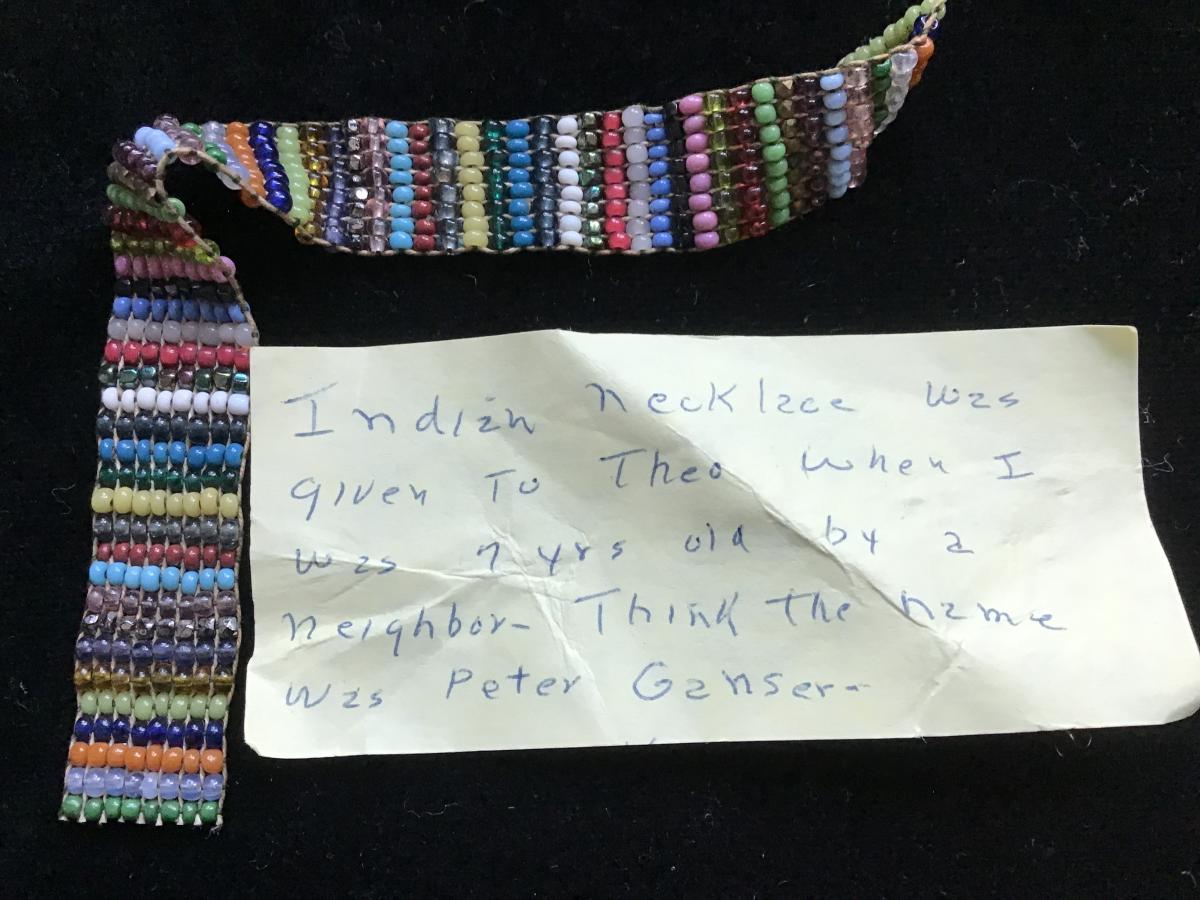 Indian necklace was
given To Theo when I
was 7 yrs old by a
neighbor - Think the name
was Peter Ganser -